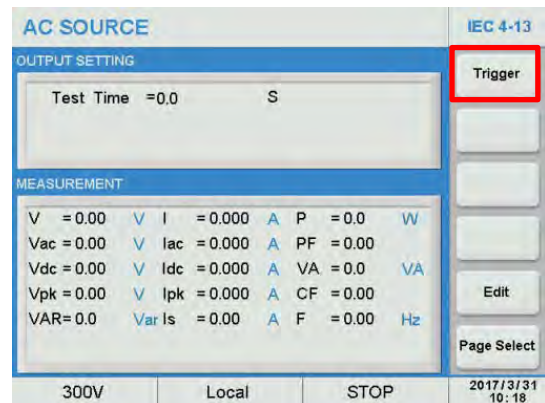 AC SOURCE
IEC 4-13
OUTPUT SETTING
Trigger
Test Time =0.0 S
MEASUREMENT
V = 0.00 V I = 0.000 A P = 0.0 W
Vac = 0.00 V Iac = 0.000 A PF = 0.00
Vdc = 0.00 V Idc = 0.000 A VA = 0.0 VA
Vpk = 0.00 V Ipk = 0.000 A CF = 0.00
VAR= 0.0 Var Is = 0.00 A F = 0.00 Hz
Edit
Page Select
300V Local STOP 2017/3/31
10:18